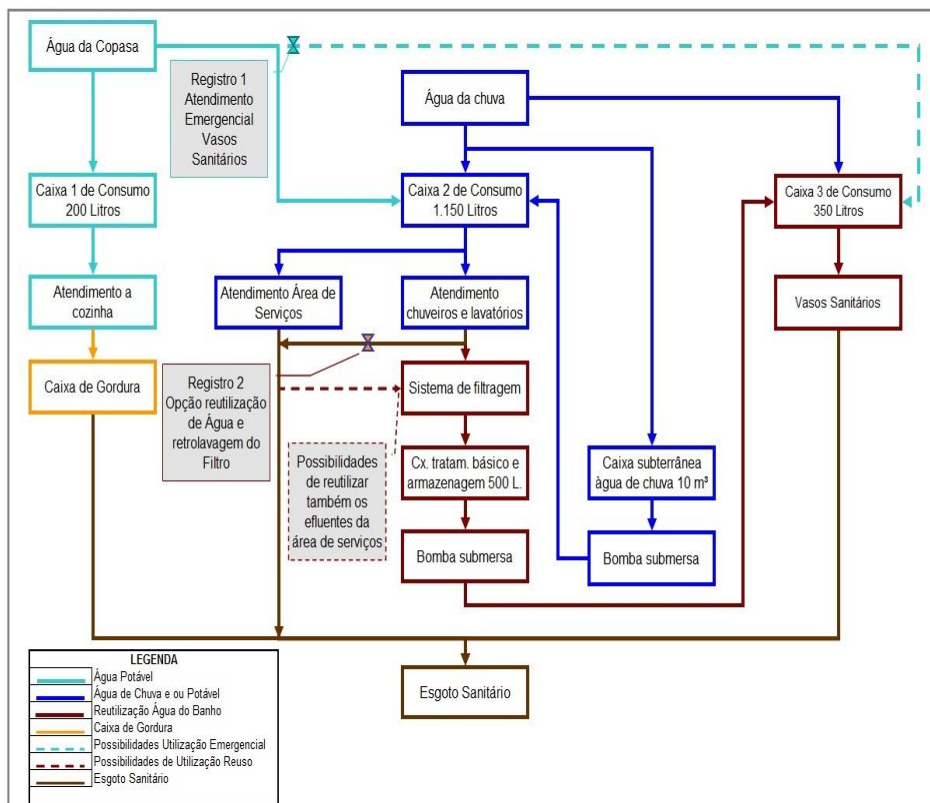 Água da Copasa
Registro 1
Atendimento
Emergencial
Vasos
Sanitários
Água da chuva
Caixa 1 de Consumo
200 Litros
Caixa 2 de Consumo
1.150 Litros
Caixa 3 de Consumo
350 Litros
Atendimento a
cozinha
Atendimento Área de
Serviços
Atendimento
chuveiros e lavatórios
Vasos Sanitários
Caixa de Gordura
Registro 2
Opção reutilização
de Água e
retrolavagem do
Filtro
Sistema de filtragem
Possibilidades
de reutilizar
também os
efluentes da
área de serviços
Cx. tratam. básico e
armazenagem 500 L.
Caixa subterrânea
àgua de chuva 10 m³
Bomba submersa
Bomba submersa
Esgoto Sanitário
LEGENDA
Água Potável
Água de Chuva e ou Potável
Reutilização Água do Banho
Caixa de Gordura
Possibilidades Utilização Emergencial
Possibilidades de Utilização Reuso
Esgoto Sanitário